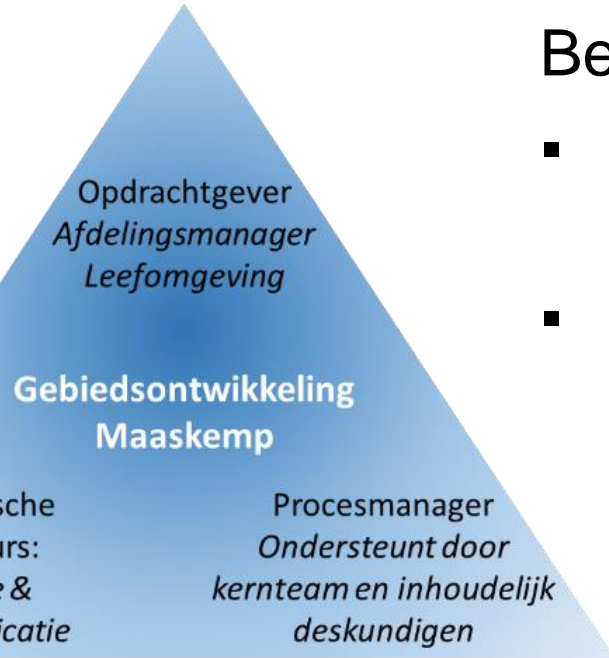 Opdrachtgever
Afdelingsmanager
Leefomgeving
Gebiedsontwikkeling
Maaskemp
Procesmanager
Ondersteunt door
kernteam en inhoudelijk
deskundigen